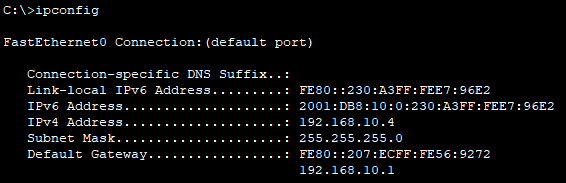 C:\>ipconfig
FastEthernet0 Connection:(default port)
Connection-specific DNS Suffix..:
Link-local IPv6 Address.........: FE80::230:A3FF:FEE7:96E2
IPv6 Address....................: 2001:DB8:10:0:230:A3FF:FEE7:96E2
IPv4 Address....................: 192.168.10.4
Subnet Mask.....................: 255.255.255.0
Default Gateway.................: FE80::207:ECFF:FE56:9272
192.168.10.1